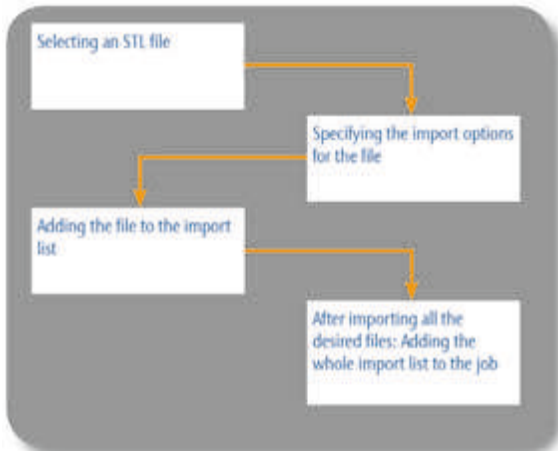 Selecting an STL file
Specifying the import options
for the file
Adding the file to the import
list
After importing all the
desired files: Adding the
whole import list to the job